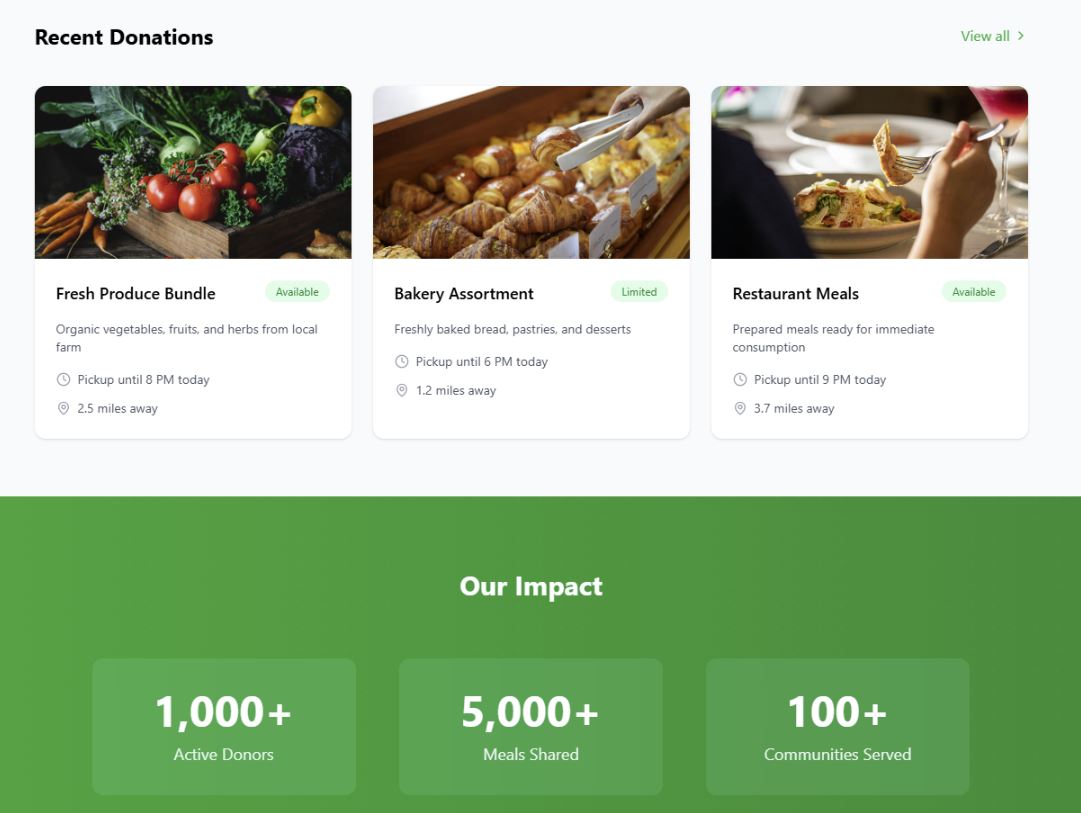 Recent Donations
View all
Fresh Produce Bundle
Available
Organic vegetables, fruits, and herbs from local
farm
Pickup until 8 PM today
2.5 miles away
Bakery Assortment
Limited
Freshly baked bread, pastries, and desserts
Pickup until 6 PM today
1.2 miles away
Restaurant Meals
Available
Prepared meals ready for immediate
consumption
Pickup until 9 PM today
3.7 miles away
Our Impact
1,000+
Active Donors
5,000+
Meals Shared
100+
Communities Served